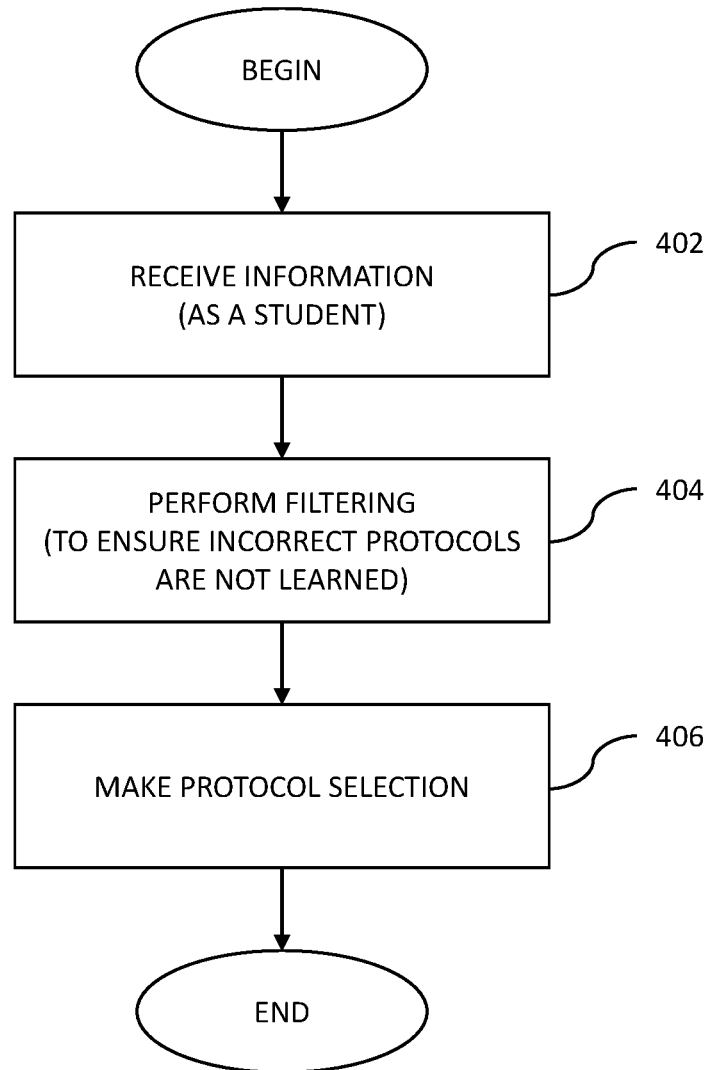 BEGIN
RECEIVE INFORMATION
(AS A STUDENT)
402
PERFORM FILTERING
(TO ENSURE INCORRECT PROTOCOLS
ARE NOT LEARNED)
404
MAKE PROTOCOL SELECTION
406
END